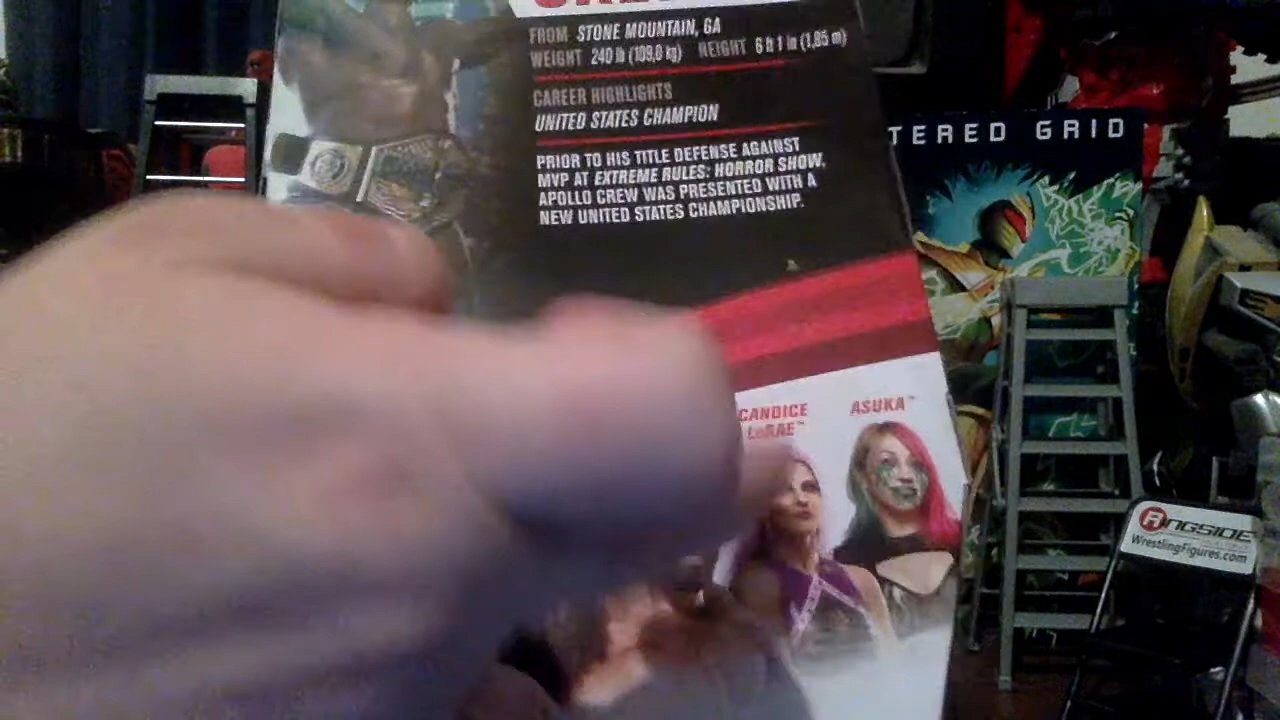 FROM STONE MOUNTAIN, GA
WEIGHT 240 lb (109,0 kg) HEIGHT 6 ft 1 in (1,85 m)
CAREER HIGHLIGHTS
UNITED STATES CHAMPION
PRIOR TO HIS TITLE DEFENSE AGAINST
MVP AT EXTREME RULES: HORROR SHOW,
APOLLO CREW WAS PRESENTED WITH A
NEW UNITED STATES CHAMPIONSHIP.
TERED GRID
CANDICE
LeRAE™
ASUKA™
RINGSIDE
WrestlingFigures.com